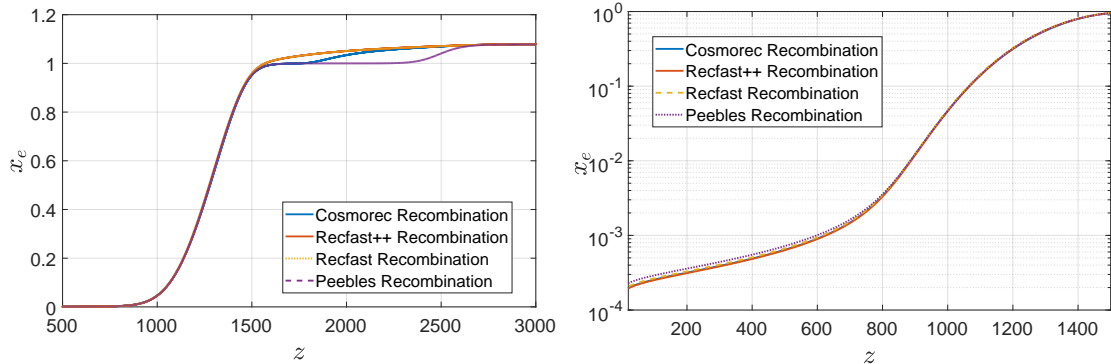 1.2
1
0.8
0.6
0.4
0.2
0
x_e
500 1000 1500 2000 2500 3000
z
Cosmorec Recombination
Recfast++ Recombination
Recfast Recombination
Peebles Recombination
10^0
10^-1
10^-2
10^-3
10^-4
x_e
200 400 600 800 1000 1200 1400
z
Cosmorec Recombination
Recfast++ Recombination
Recfast Recombination
Peebles Recombination